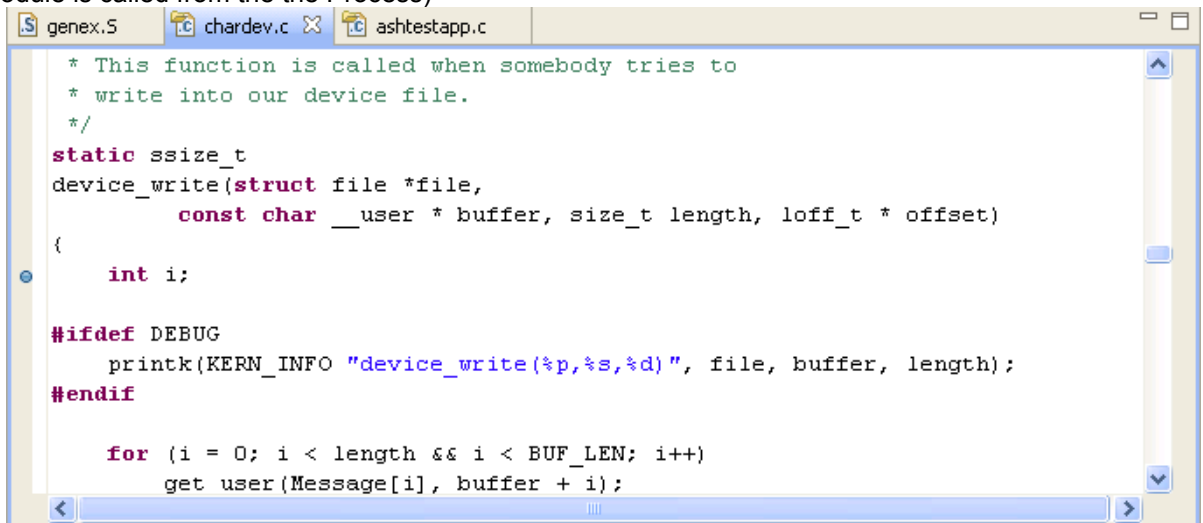 odule is called from the the Process)
genex.S chardev.c ashtestapp.c
* This function is called when somebody tries to
* write into our device file.
*/
static ssize_t
device_write(struct file *file,
const char __user * buffer, size_t length, loff_t * offset)
{
int i;
#ifdef DEBUG
printk(KERN_INFO "device_write(%p,%s,%d)", file, buffer, length);
#endif
for (i = 0; i < length && i < BUF_LEN; i++)
get_user(Message[i], buffer + i);